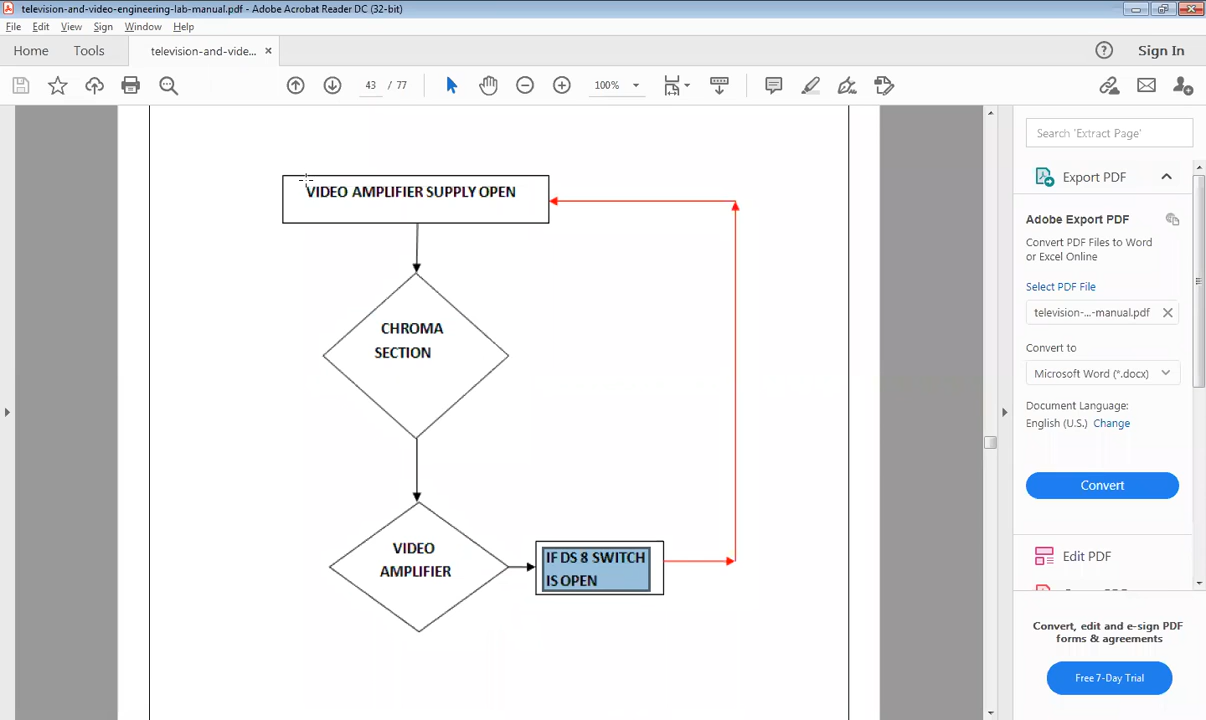 television-and-video-engineering-lab-manual.pdf - Adobe Acrobat Reader DC (32-bit)
File Edit View Sign Window Help
Home Tools television-and-vide... × Sign In
43 / 77 100%
Search 'Extract Page'
VIDEO AMPLIFIER SUPPLY OPEN
CHROMA
SECTION
VIDEO
AMPLIFIER
IF DS 8 SWITCH
IS OPEN
Export PDF
Adobe Export PDF
Convert PDF Files to Word
or Excel Online
Select PDF File
television-...-manual.pdf
Convert to
Microsoft Word (*.docx)
Document Language:
English (U.S.) Change
Convert
Edit PDF
Convert, edit and e-sign PDF
forms & agreements
Free 7-Day Trial